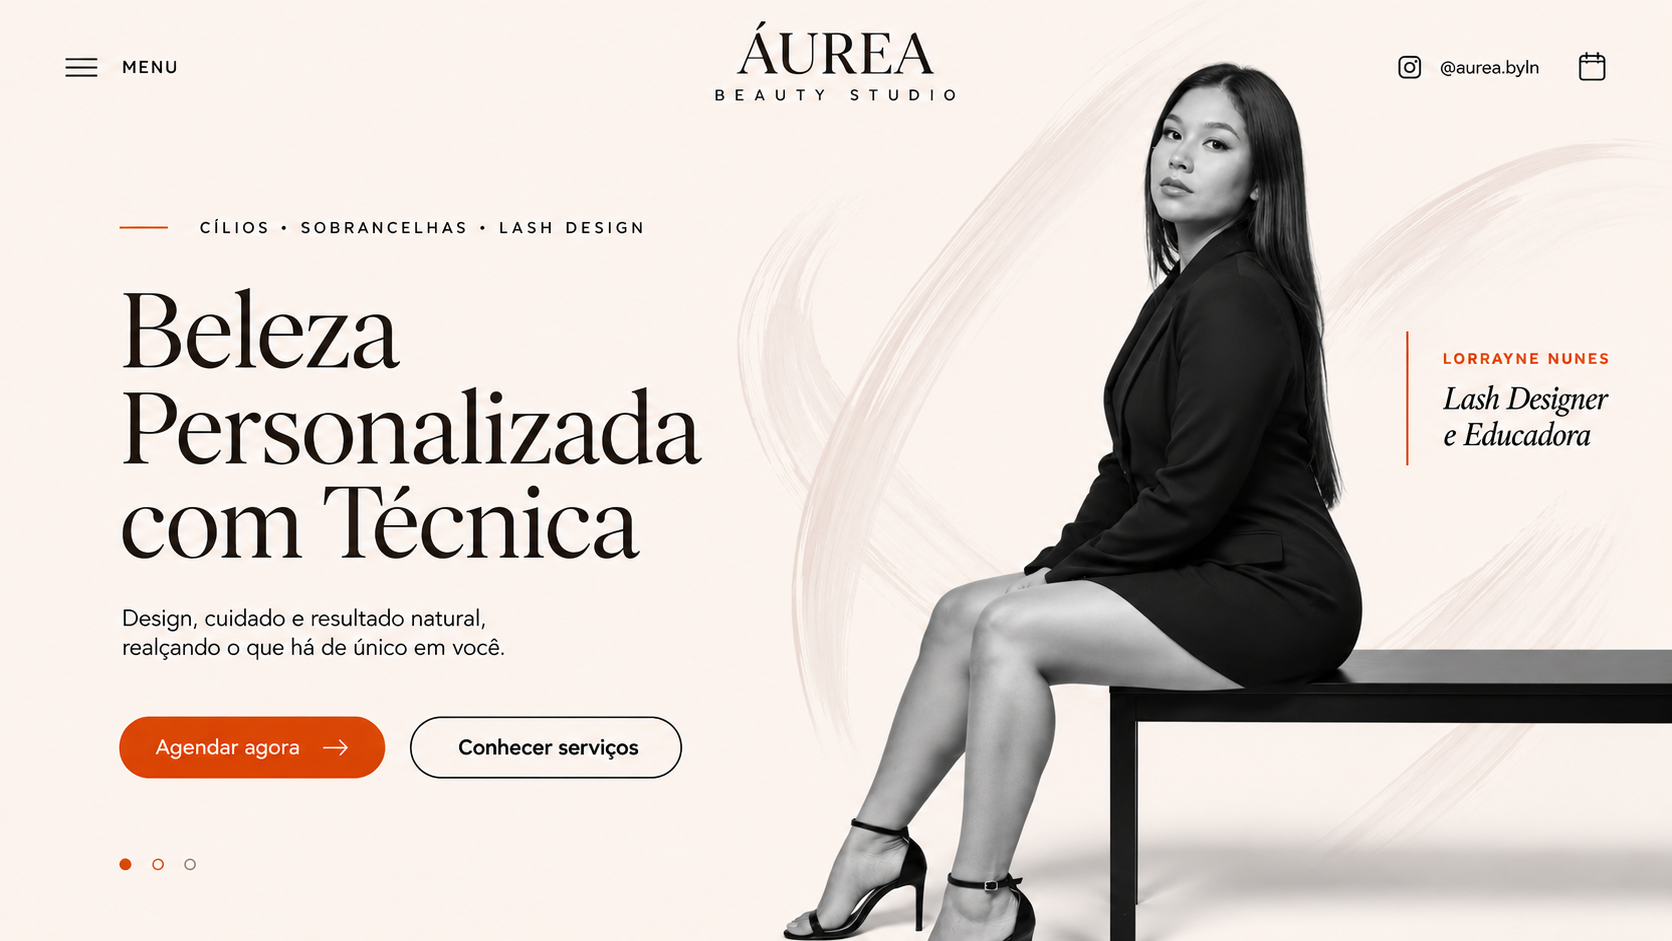 MENU
ÁUREA
BEAUTY STUDIO
@aurea.byln
CÍLIOS • SOBRANCELHAS • LASH DESIGN
Beleza
Personalizada
com Técnica
Design, cuidado e resultado natural,
realçando o que há de único em você.
Agendar agora →
Conhecer serviços
LORRAYNE NUNES
Lash Designer
e Educadora